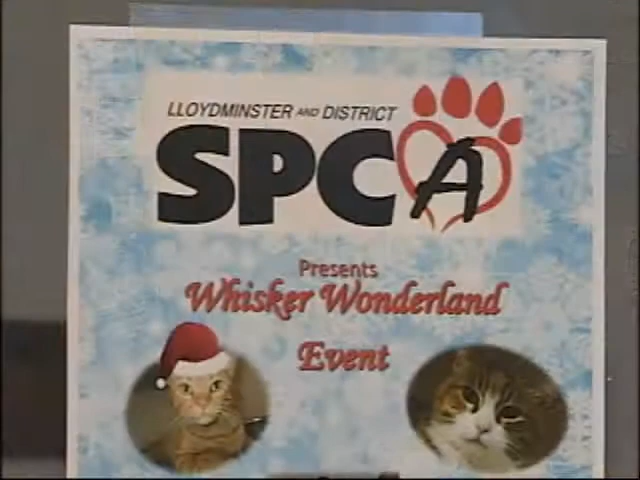 LLOYDMINSTER AND DISTRICT
SPCA
Presents
Whisker Wonderland
Event